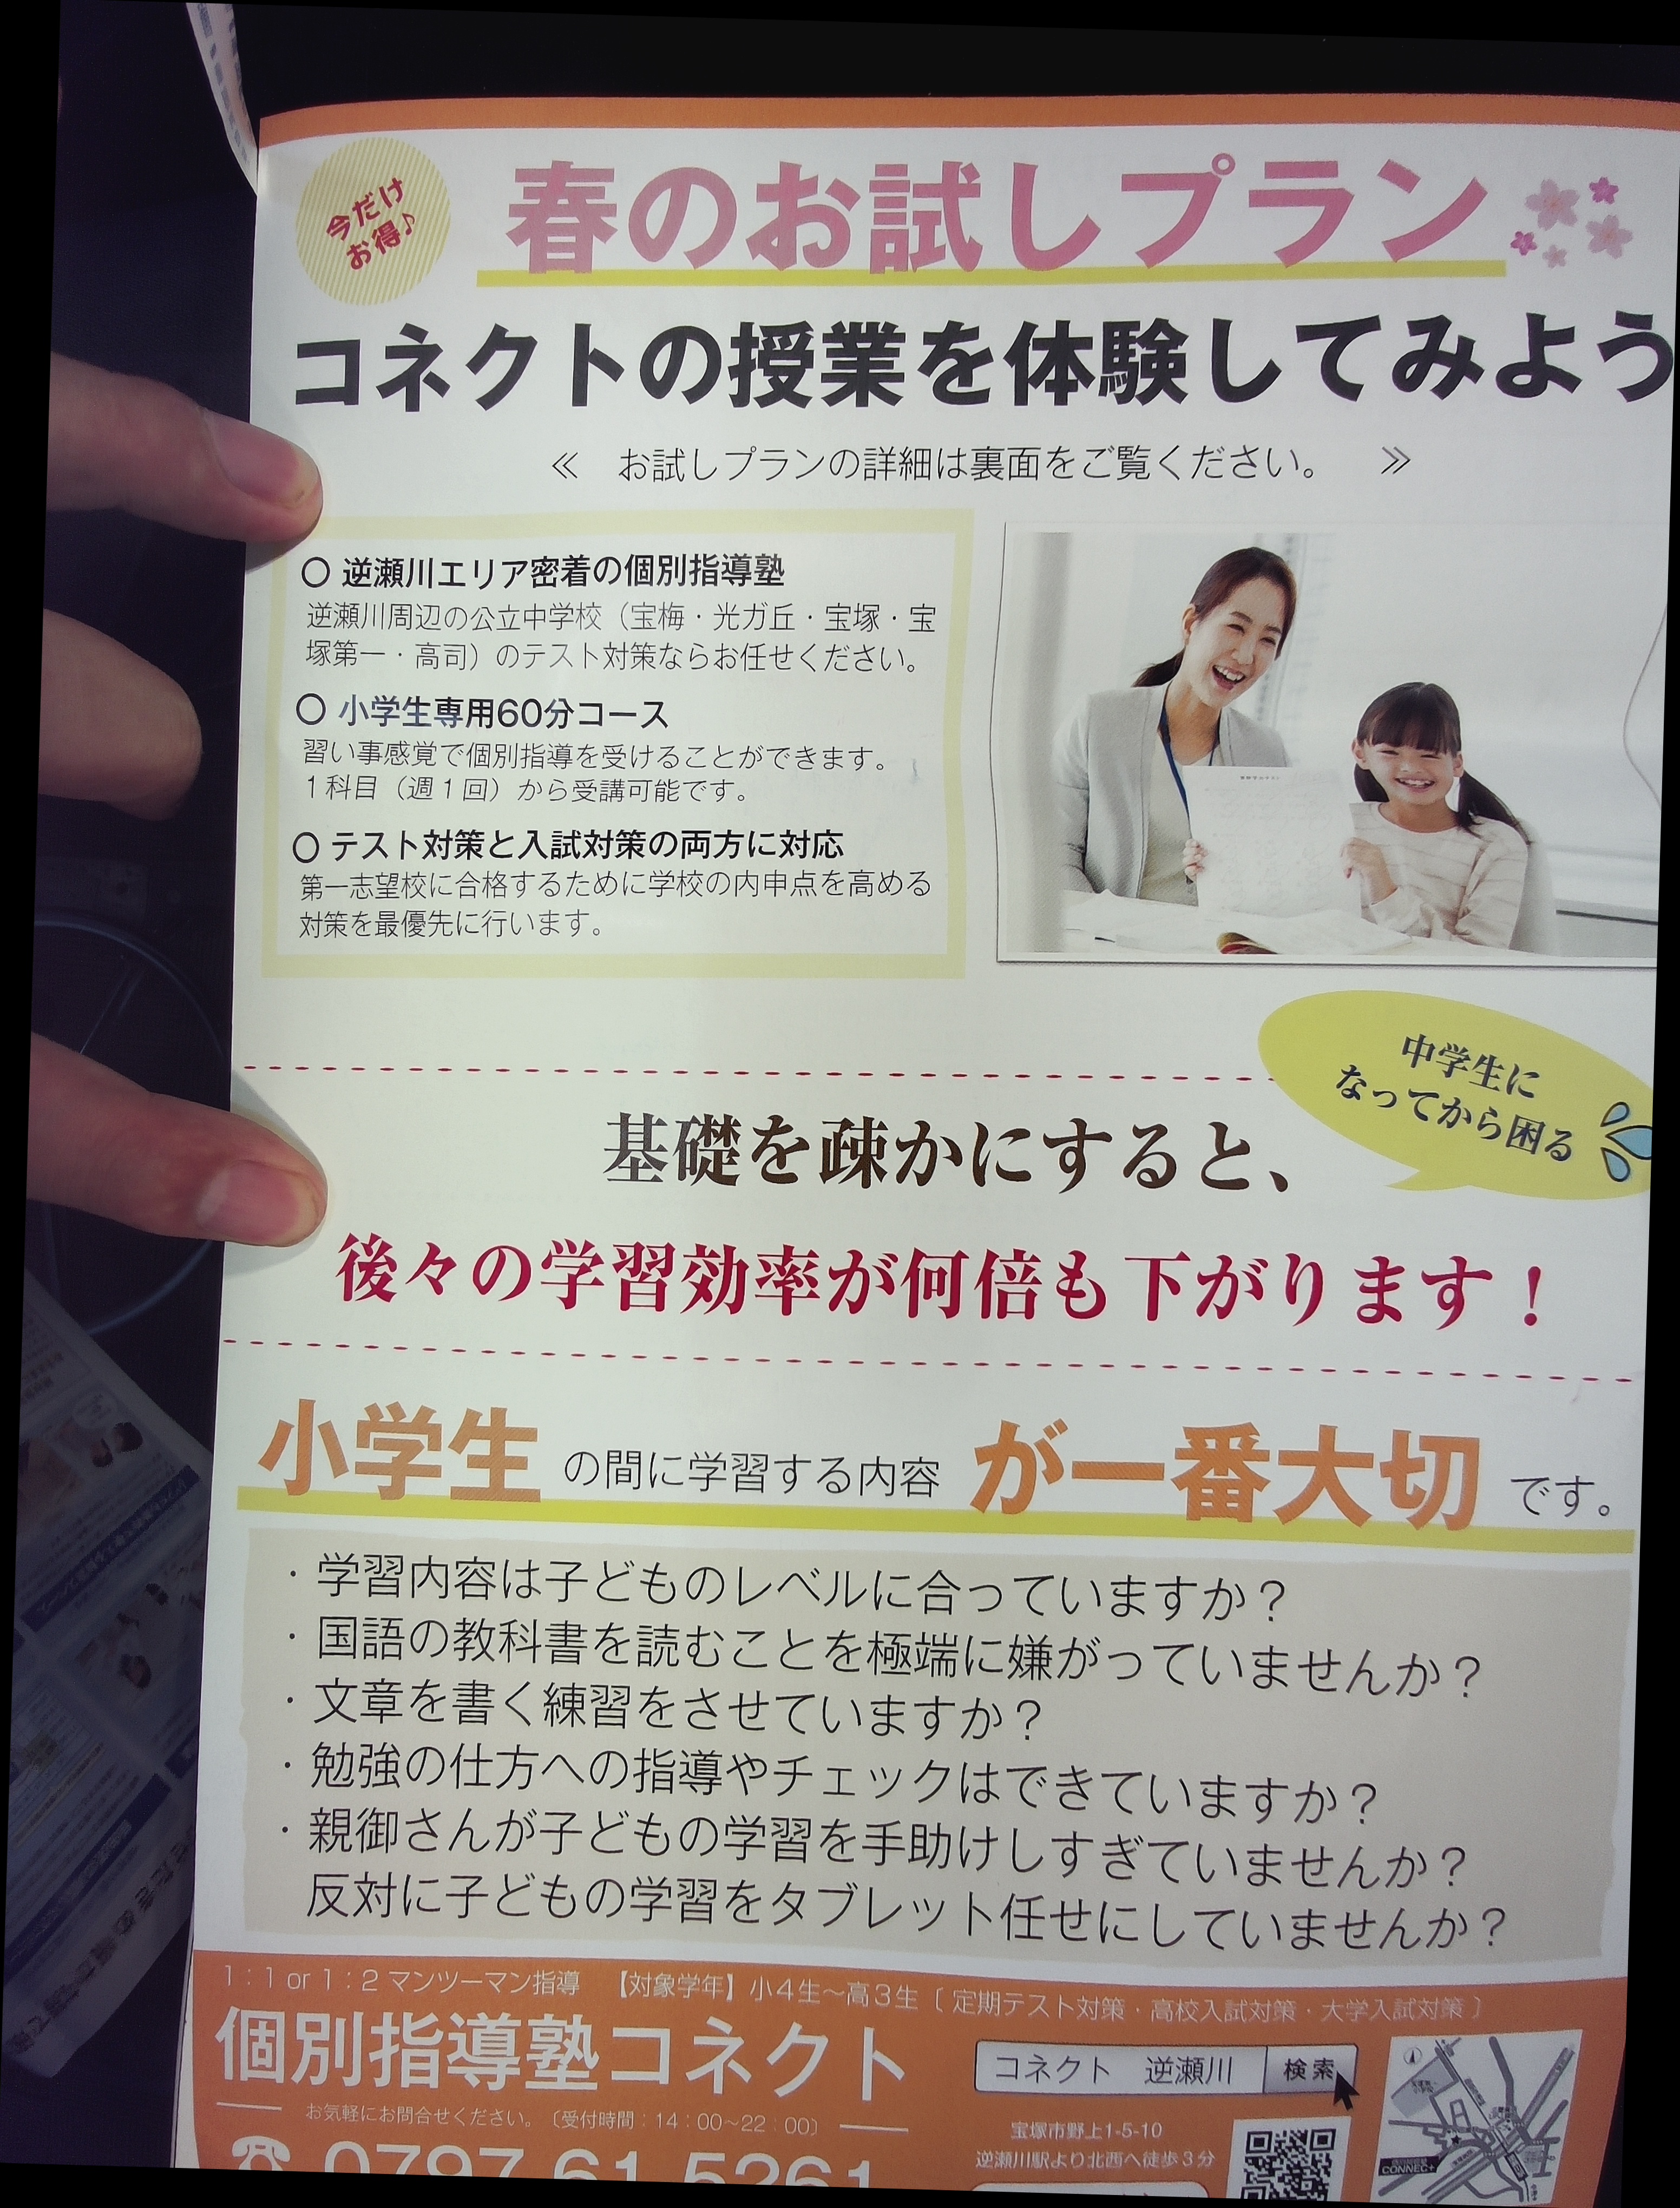 今だけ
お得♪
春のお試しプラン
コネクトの授業を体験してみよう
≪ お試しプランの詳細は裏面をご覧ください。 ≫
○ 逆瀬川エリア密着の個別指導塾
逆瀬川周辺の公立中学校（宝梅・光ガ丘・宝塚・宝
塚第一・高司）のテスト対策ならお任せください。
○ 小学生専用60分コース
習い事感覚で個別指導を受けることができます。
1科目（週1回）から受講可能です。
○ テスト対策と入試対策の両方に対応
第一志望校に合格するために学校の内申点を高める
対策を最優先に行います。
中学生に
なってから困る
基礎を疎かにすると、
後々の学習効率が何倍も下がります！
小学生の間に学習する内容が一番大切です。
・学習内容は子どものレベルに合っていますか？
・国語の教科書を読むことを極端に嫌がっていませんか？
・文章を書く練習をさせていますか？
・勉強の仕方への指導やチェックはできていますか？
・親御さんが子どもの学習を手助けしすぎていませんか？
反対に子どもの学習をタブレット任せにしていませんか？
1：1 or 1：2 マンツーマン指導 【対象学年】小4生～高3生〔 定期テスト対策・高校入試対策・大学入試対策 〕
個別指導塾コネクト
お気軽にお問合せください。〔受付時間：14：00～22：00〕
0797 61 5261
コネクト 逆瀬川 検索
宝塚市野上1-5-10
逆瀬川駅より北西へ徒歩3分
CONNECT